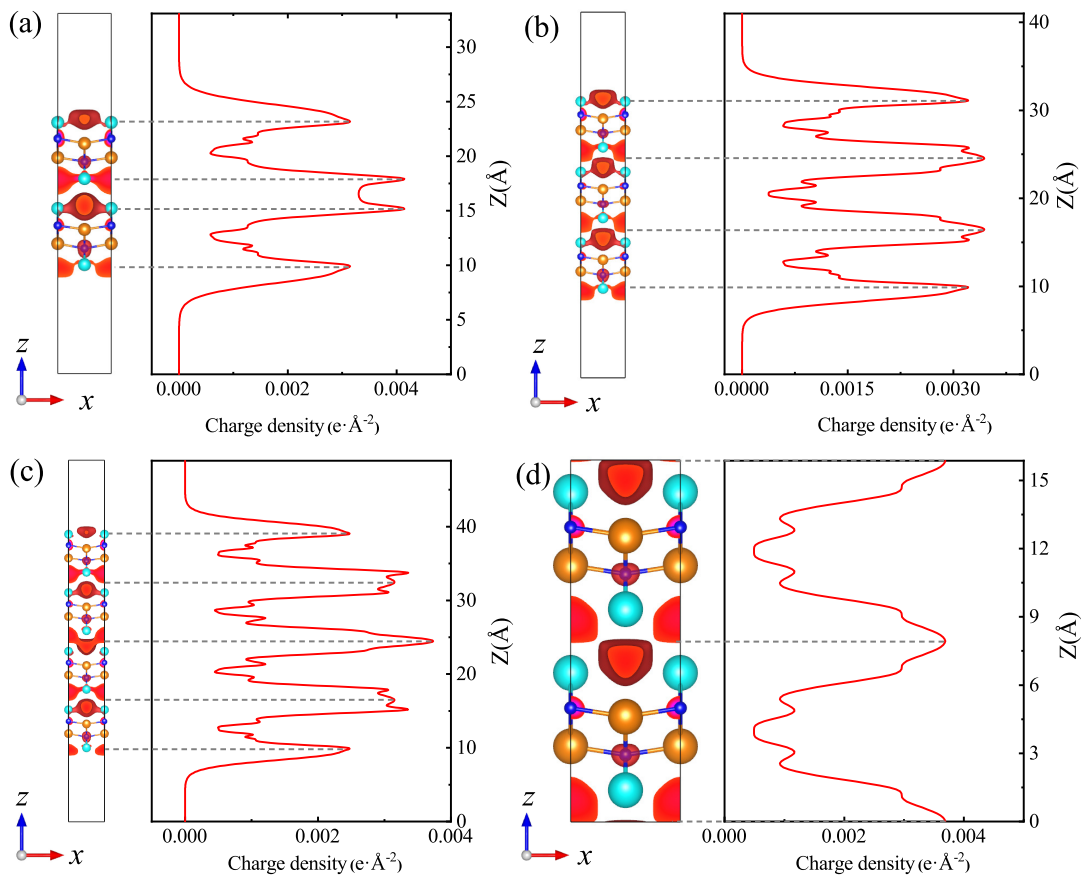 (a)
30
25
20
15
10
5
0
Z(Å)
z
x
0.000 0.002 0.004
Charge density (e·Å⁻²)
(b)
40
30
20
10
0
Z(Å)
z
x
0.0000 0.0015 0.0030
Charge density (e·Å⁻²)
(c)
40
30
20
10
0
Z(Å)
z
x
0.000 0.002 0.004
Charge density (e·Å⁻²)
(d)
15
12
9
6
3
0
Z(Å)
z
x
0.000 0.002 0.004
Charge density (e·Å⁻²)